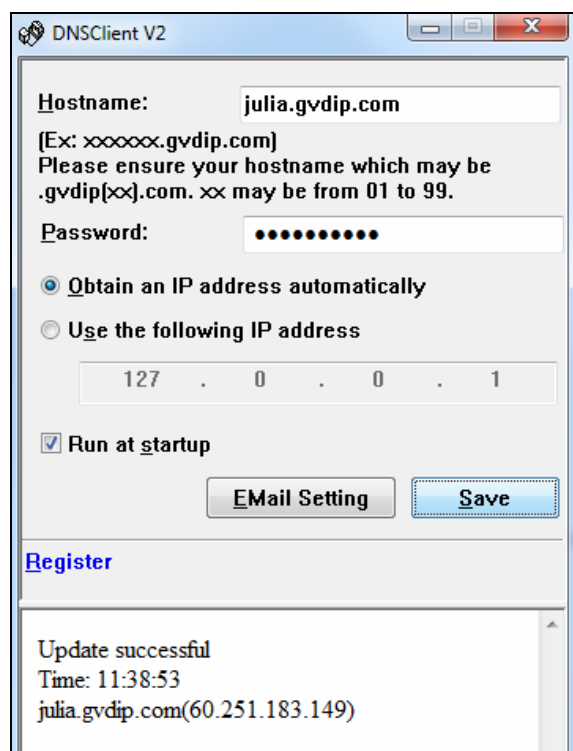 DNSClient V2
Hostname: julia.gvdip.com
(Ex: xxxxxx.gvdip.com)
Please ensure your hostname which may be
.gvdip(xx).com. xx may be from 01 to 99.
Password: ●●●●●●●●●●
Obtain an IP address automatically
Use the following IP address
127 . 0 . 0 . 1
Run at startup
EMail Setting Save
Register
Update successful
Time: 11:38:53
julia.gvdip.com(60.251.183.149)